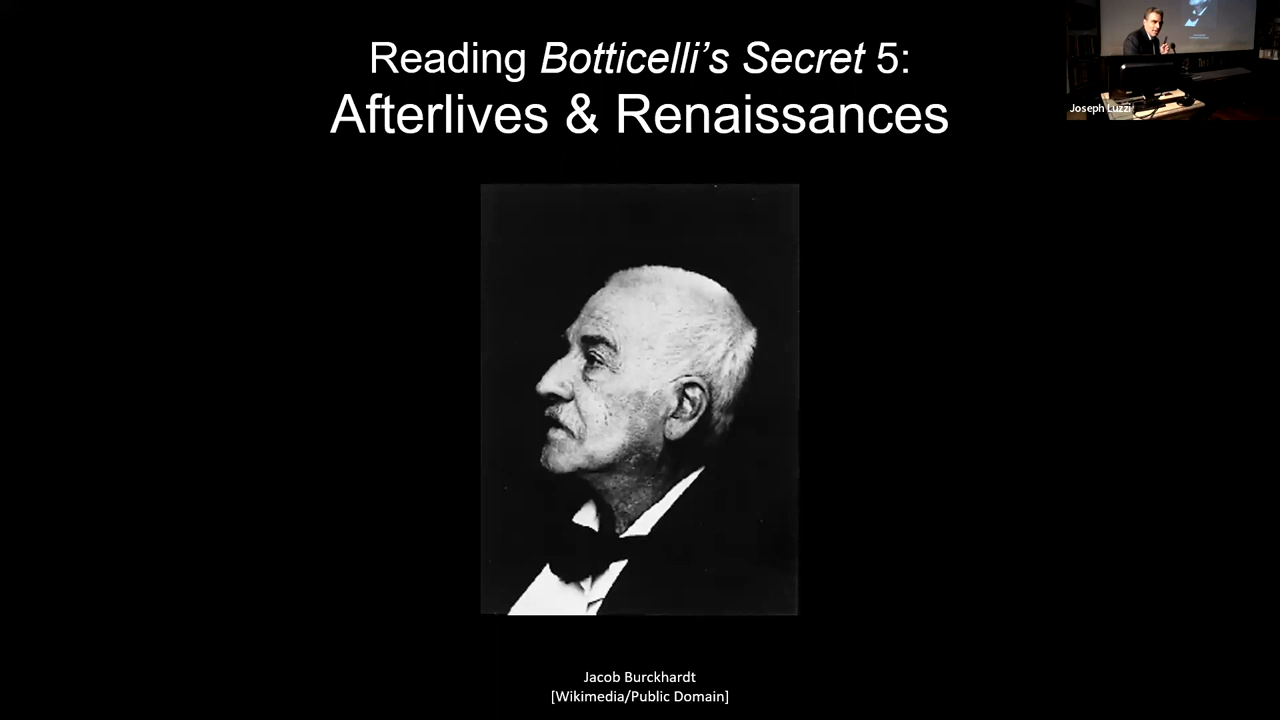 Reading Botticelli’s Secret 5:
Afterlives & Renaissances
Joseph Luzzi
Jacob Burckhardt
[Wikimedia/Public Domain]